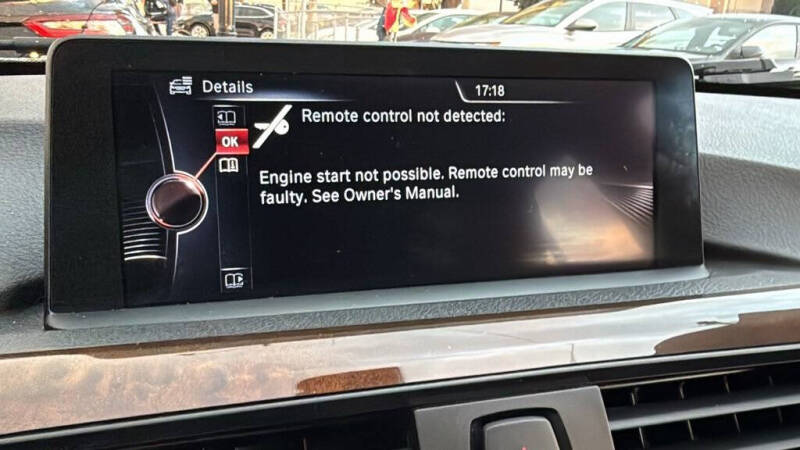 Details
17:18
Remote control not detected:
OK
Engine start not possible. Remote control may be
faulty. See Owner's Manual.